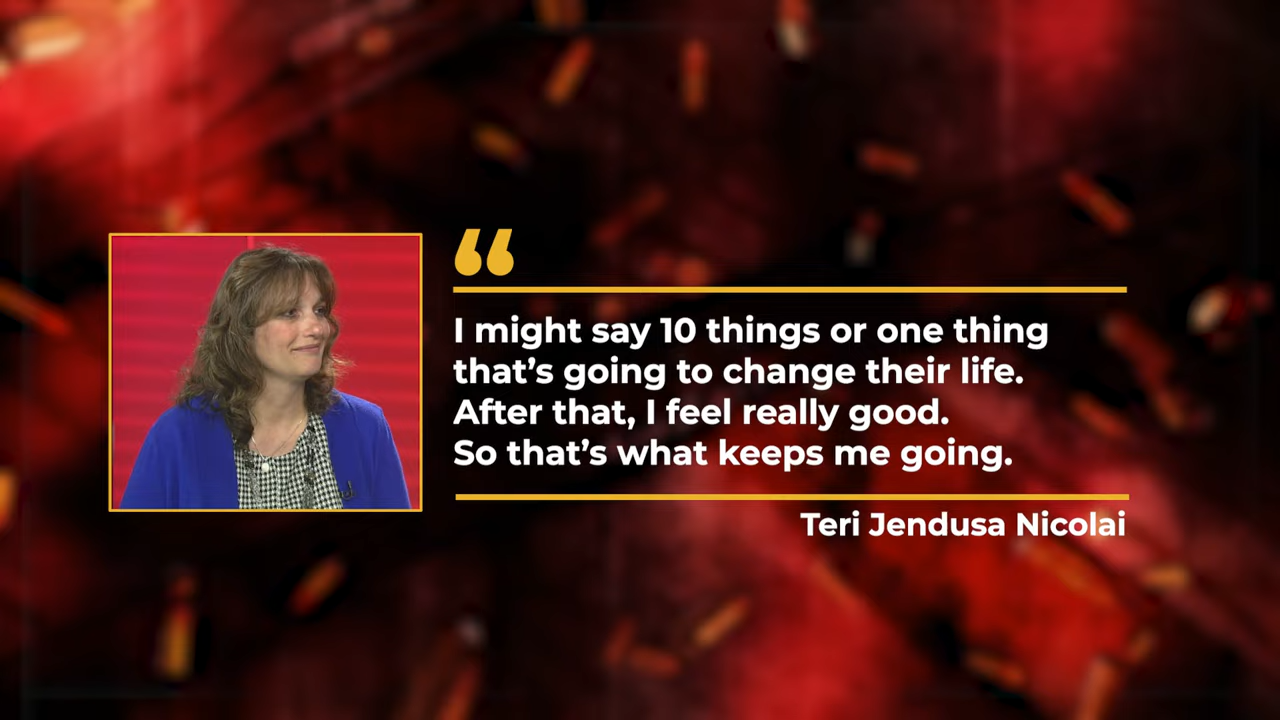 “
I might say 10 things or one thing
that’s going to change their life.
After that, I feel really good.
So that’s what keeps me going.
Teri Jendusa Nicolai